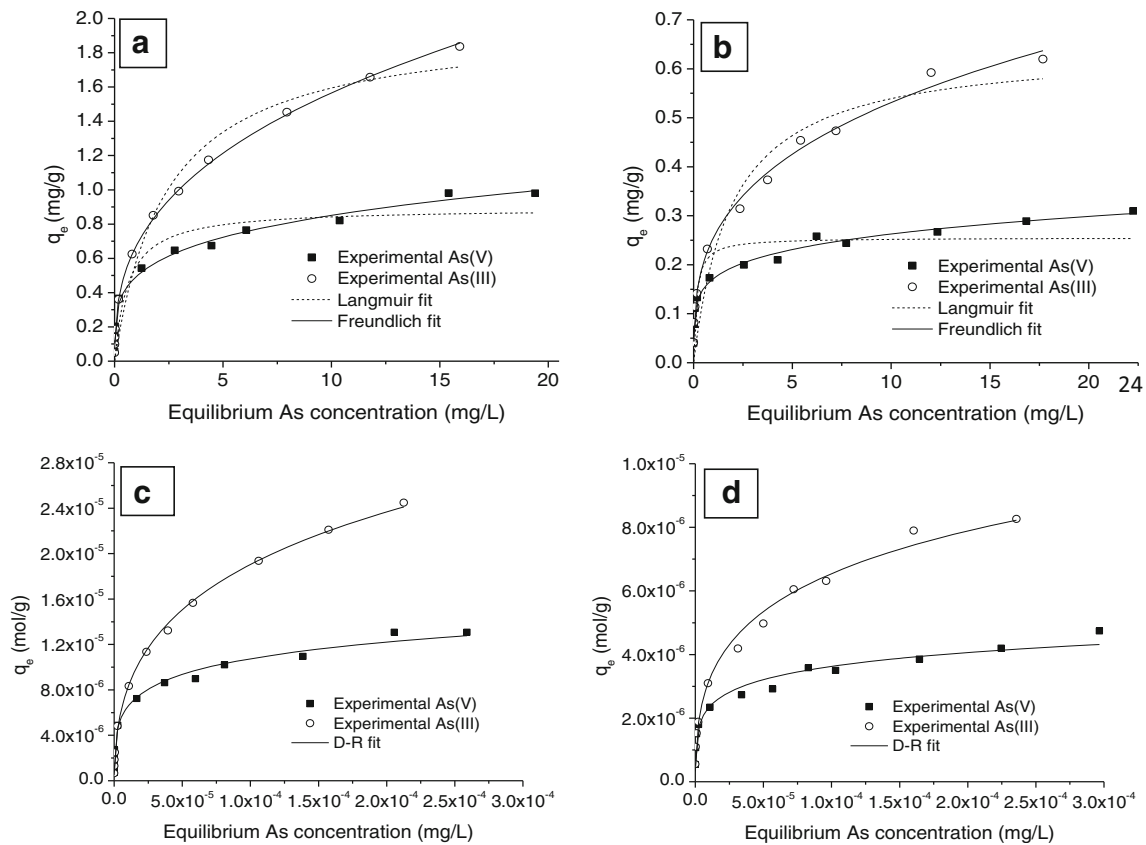 a
2.0
1.8
1.6
1.4
1.2
1.0
0.8
0.6
0.4
0.2
0.0
qe (mg/g)
Experimental As(V)
Experimental As(III)
Langmuir fit
Freundlich fit
0 5 10 15 20
Equilibrium As concentration (mg/L)
b
0.7
0.6
0.5
0.4
0.3
0.2
0.1
0.0
qe (mg/g)
Experimental As(V)
Experimental As(III)
Langmuir fit
Freundlich fit
0 5 10 15 20 24
Equilibrium As concentration (mg/L)
c
2.8x10⁻⁵
2.4x10⁻⁵
2.0x10⁻⁵
1.6x10⁻⁵
1.2x10⁻⁵
8.0x10⁻⁶
4.0x10⁻⁶
0.0
qe (mol/g)
Experimental As(V)
Experimental As(III)
D-R fit
0.0 5.0x10⁻⁵ 1.0x10⁻⁴ 1.5x10⁻⁴ 2.0x10⁻⁴ 2.5x10⁻⁴ 3.0x10⁻⁴
Equilibrium As concentration (mg/L)
d
1.0x10⁻⁵
8.0x10⁻⁶
6.0x10⁻⁶
4.0x10⁻⁶
2.0x10⁻⁶
0.0
qe (mol/g)
Experimental As(V)
Experimental As(III)
D-R fit
0.0 5.0x10⁻⁵ 1.0x10⁻⁴ 1.5x10⁻⁴ 2.0x10⁻⁴ 2.5x10⁻⁴ 3.0x10⁻⁴
Equilibrium As concentration (mg/L)